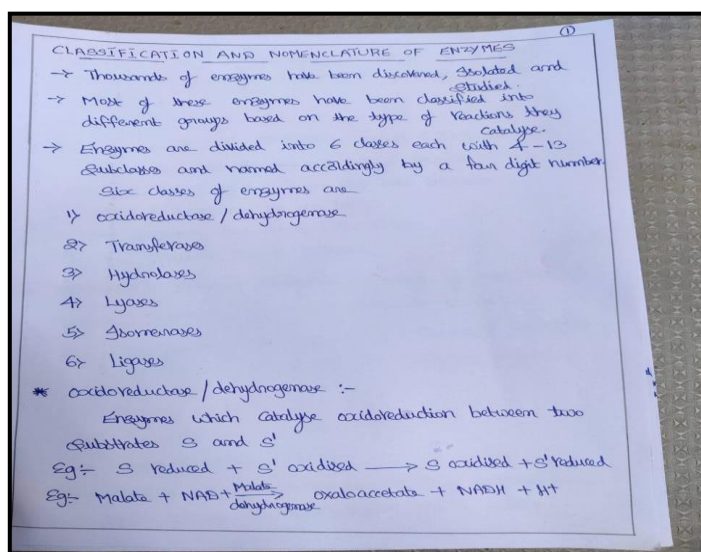 1
CLASSIFICATION AND NOMENCLATURE OF ENZYMES
→ Thousands of enzymes have been discovered, Isolated and
studied.
→ Most of these enzymes have been classified into
different groups based on the type of reactions they
catalyse.
→ Enzymes are divided into 6 classes each with 4-13
subclasses and named accordingly by a four digit number.
Six classes of enzymes are
1) oxidoreductase / dehydrogenase
2) Transferases
3) Hydrolases
4) Lyases
5) Isomerases
6) Ligases
* oxidoreductase / dehydrogenase :-
Enzymes which catalyse oxidoreduction between two
substrates S and S'
Eg:- S reduced + S' oxidised ⟶ S oxidised + S' reduced
Eg:- Malate + NAD+ Malate dehydrogenase ⟶ oxaloacetate + NADH + H+